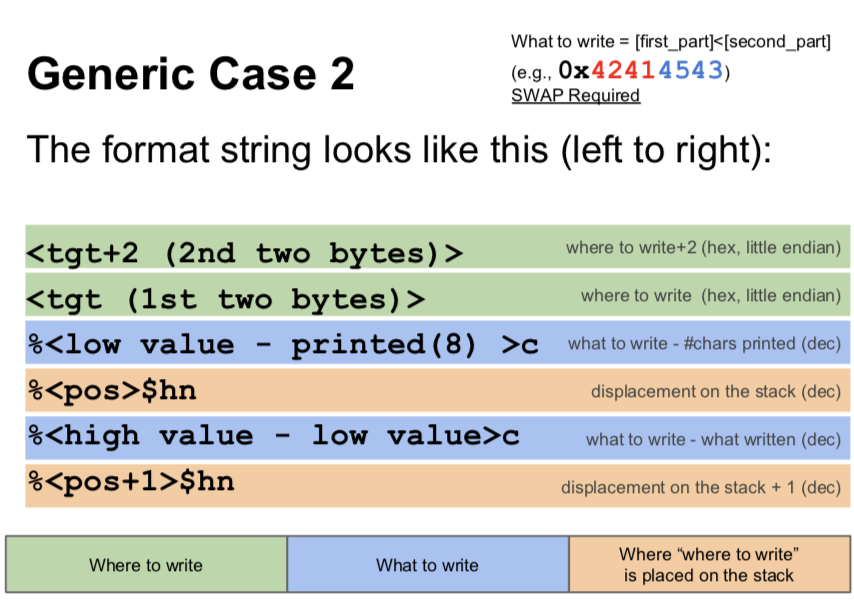 What to write = [first_part]<[second_part]
(e.g., 0x42414543)
SWAP Required
Generic Case 2
The format string looks like this (left to right):
<tgt+2 (2nd two bytes)> where to write+2 (hex, little endian)
<tgt (1st two bytes)> where to write (hex, little endian)
%<low value - printed(8) >c what to write - #chars printed (dec)
%<pos>$hn displacement on the stack (dec)
%<high value - low value>c what to write - what written (dec)
%<pos+1>$hn displacement on the stack + 1 (dec)
Where to write
What to write
Where “where to write”
is placed on the stack